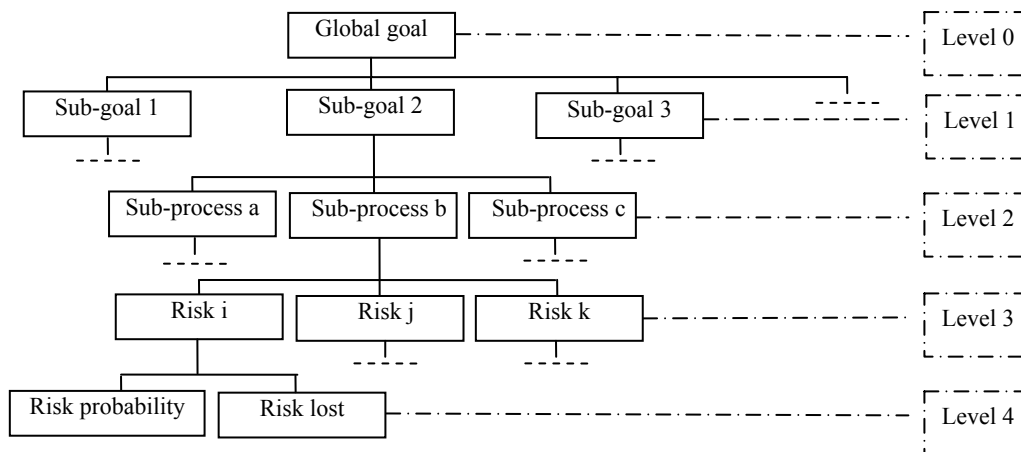 Global goal
Level 0
Sub-goal 1
Sub-goal 2
Sub-goal 3
Level 1
Sub-process a
Sub-process b
Sub-process c
Level 2
Risk i
Risk j
Risk k
Level 3
Risk probability
Risk lost
Level 4